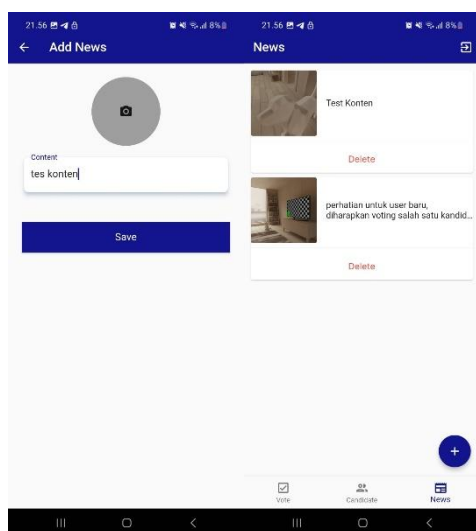 21.56
8%
Add News
Content
tes konten
Save
21.56
8%
News
Test Konten
Delete
perhatian untuk user baru,
diharapkan voting salah satu kandid...
Delete
Vote
Candidate
News